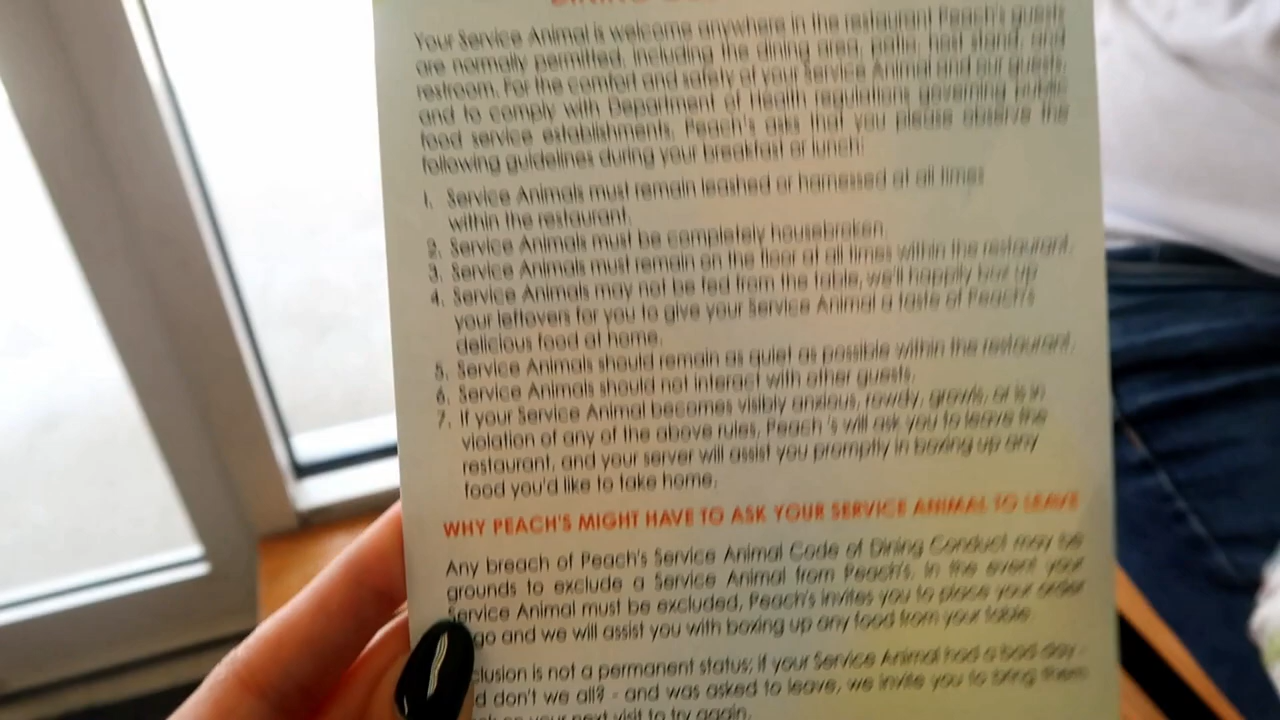 DINING
Your Service Animal is welcome anywhere in the restaurant Peach's guests
are normally permitted, including the dining area, patio, host stand, and
restroom. For the comfort and safety of your Service Animal and our guests,
and to comply with Department of Health regulations governing public
food service establishments, Peach's asks that you please observe the
following guidelines during your breakfast or lunch:
1. Service Animals must remain leashed or harnessed at all times
within the restaurant.
2. Service Animals must be completely housebroken.
3. Service Animals must remain on the floor at all times within the restaurant.
4. Service Animals may not be fed from the table, we'll happily box up
your leftovers for you to give your Service Animal a taste of Peach's
delicious food at home.
5. Service Animals should remain as quiet as possible within the restaurant.
6. Service Animals should not interact with other guests.
7. If your Service Animal becomes visibly anxious, rowdy, growls, or is in
violation of any of the above rules, Peach 's will ask you to leave the
restaurant, and your server will assist you promptly in boxing up any
food you'd like to take home.
WHY PEACH'S MIGHT HAVE TO ASK YOUR SERVICE ANIMAL TO LEAVE
Any breach of Peach's Service Animal Code of Dining Conduct may be
grounds to exclude a Service Animal from Peach's. In the event your
Service Animal must be excluded, Peach's invites you to place your order
go and we will assist you with boxing up any food from your table.
clusion is not a permanent status; if your Service Animal had a bad day -
d don't we all? - and was asked to leave, we invite you to bring them
on your next visit to try again.